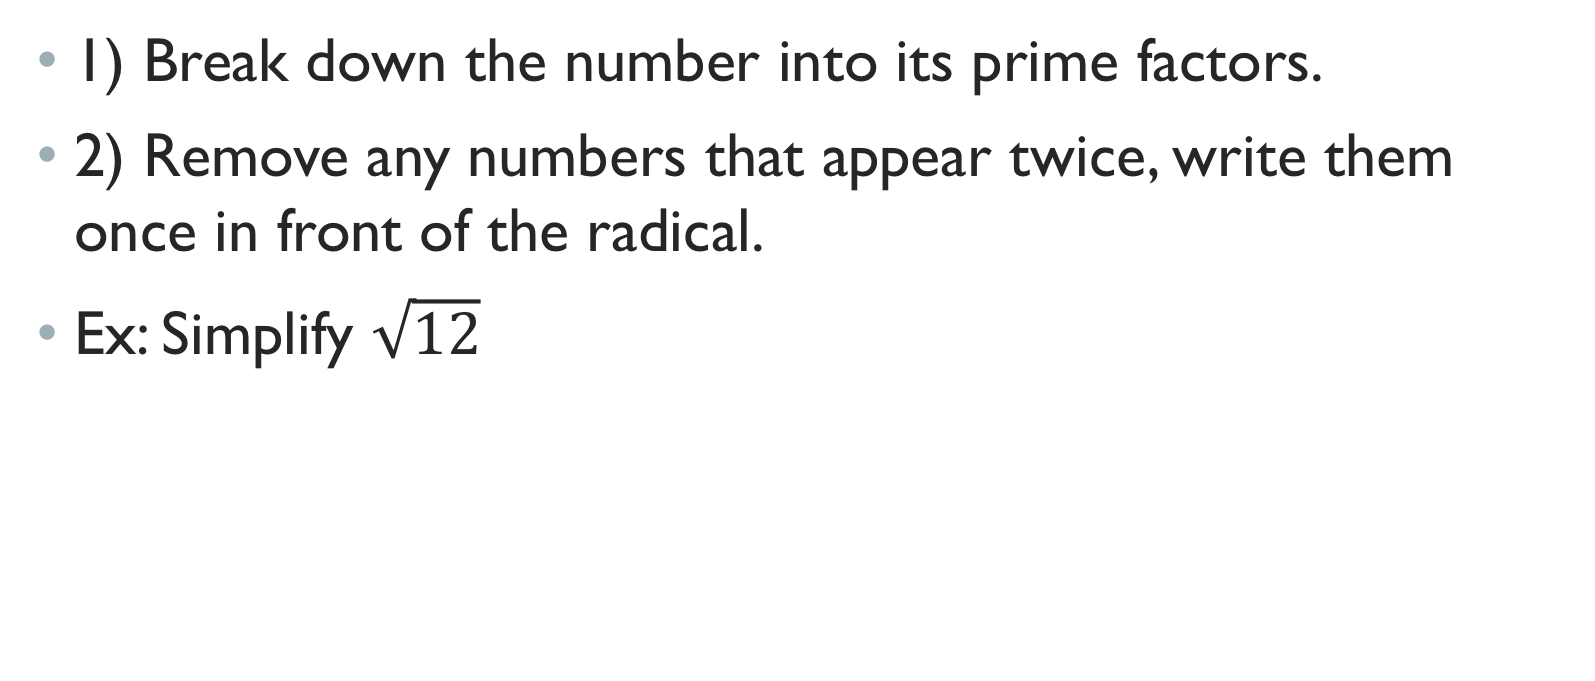 • 1) Break down the number into its prime factors.
• 2) Remove any numbers that appear twice, write them
once in front of the radical.
• Ex: Simplify √12